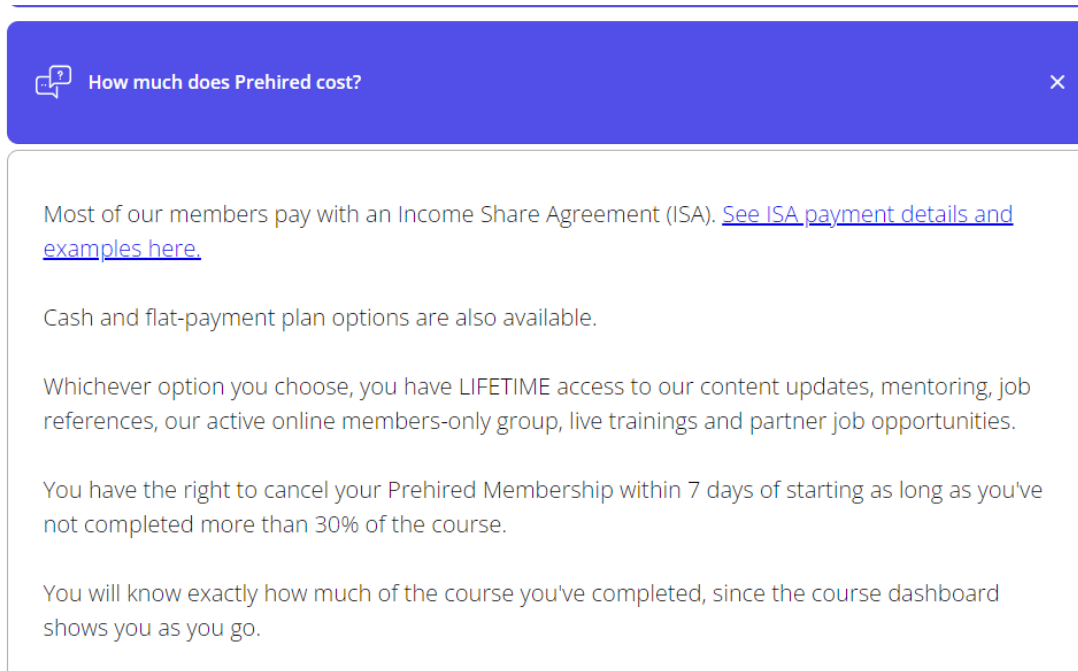 How much does Prehired cost?
Most of our members pay with an Income Share Agreement (ISA). See ISA payment details and
examples here.
Cash and flat-payment plan options are also available.
Whichever option you choose, you have LIFETIME access to our content updates, mentoring, job
references, our active online members-only group, live trainings and partner job opportunities.
You have the right to cancel your Prehired Membership within 7 days of starting as long as you've
not completed more than 30% of the course.
You will know exactly how much of the course you've completed, since the course dashboard
shows you as you go.